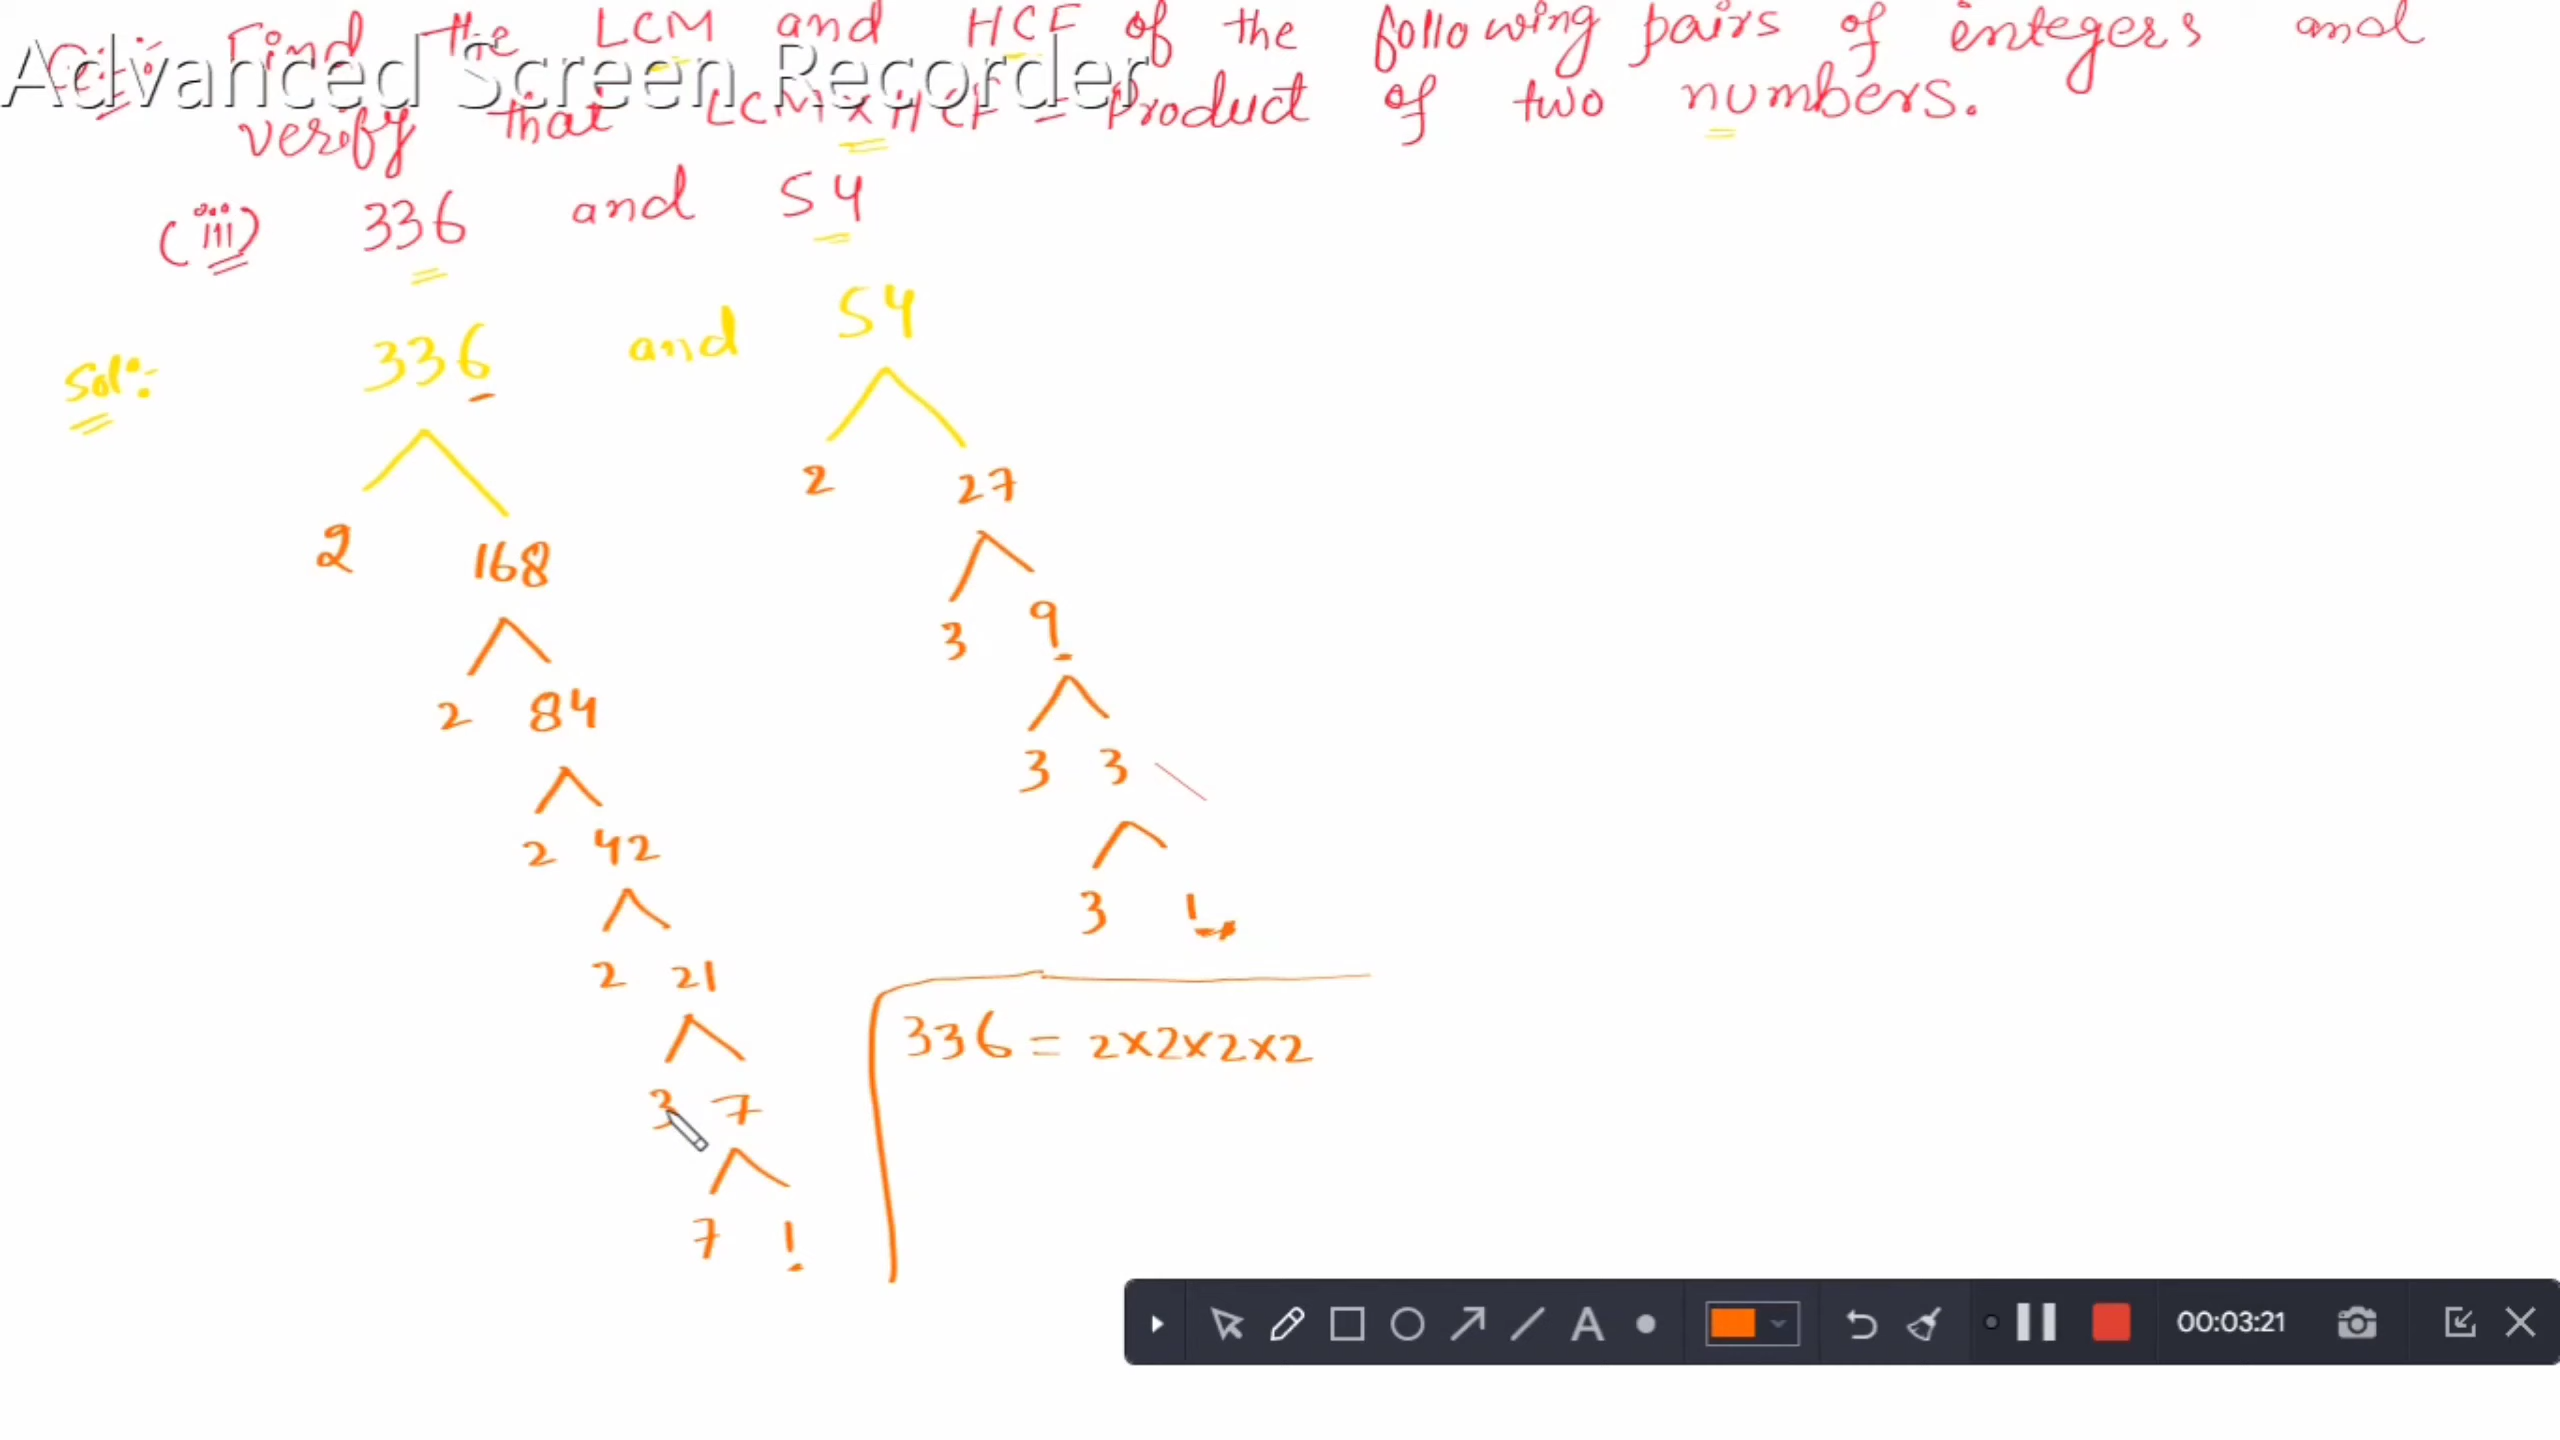 Find the LCM and HCF of the following pairs of integers and
Advanced Screen Recorder
verify that LCM × HCF = Product of two numbers.
(iii) 336 and 54
Sol: 336 and 54
2 27
2 168
3 9
2 84
3 3
2 42
3 1
2 21
336 = 2×2×2×2
3 7
7 1
A 00:03:21